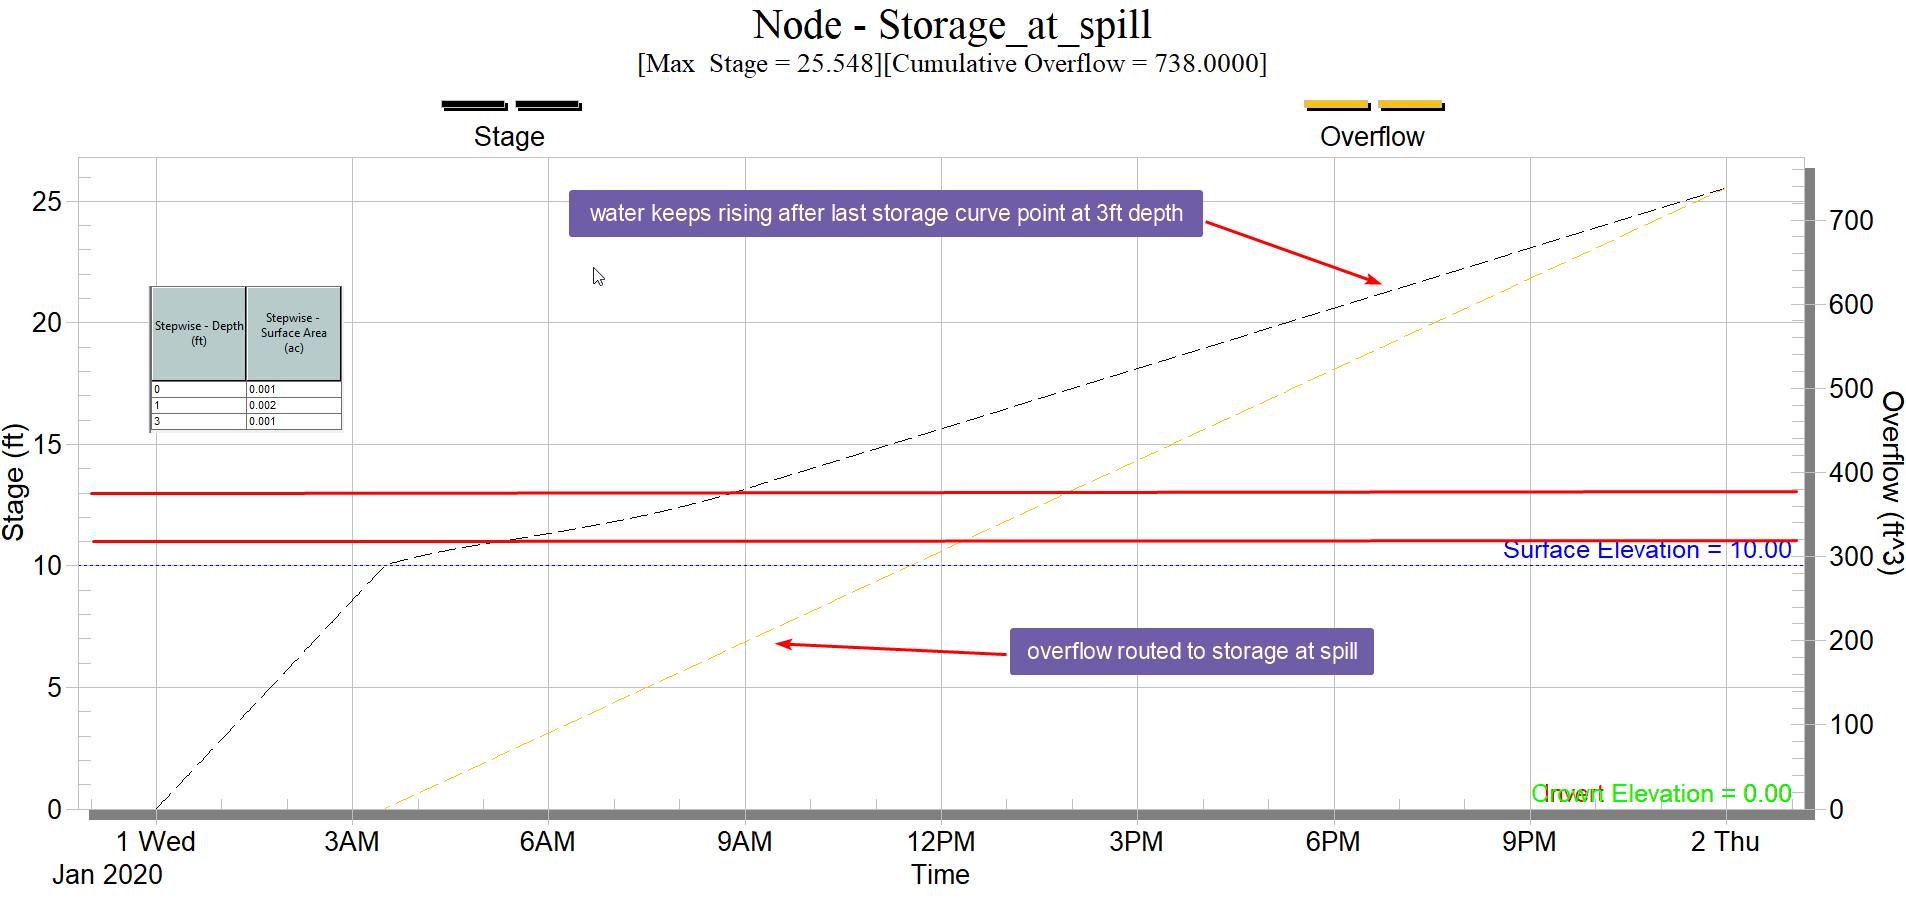 Node - Storage_at_spill
[Max Stage = 25.548][Cumulative Overflow = 738.0000]
Stage
Overflow
water keeps rising after last storage curve point at 3ft depth
25
20
15
10
5
0
Stage (ft)
Stepwise - Depth (ft)
Stepwise - Surface Area (ac)
0 0.001
1 0.002
3 0.001
Surface Elevation = 10.00
overflow routed to storage at spill
Invert
Crown Elevation = 0.00
700
600
500
400
300
200
100
0
Overflow (ft^3)
1 Wed
3AM
6AM
9AM
12PM
3PM
6PM
9PM
2 Thu
Jan 2020
Time